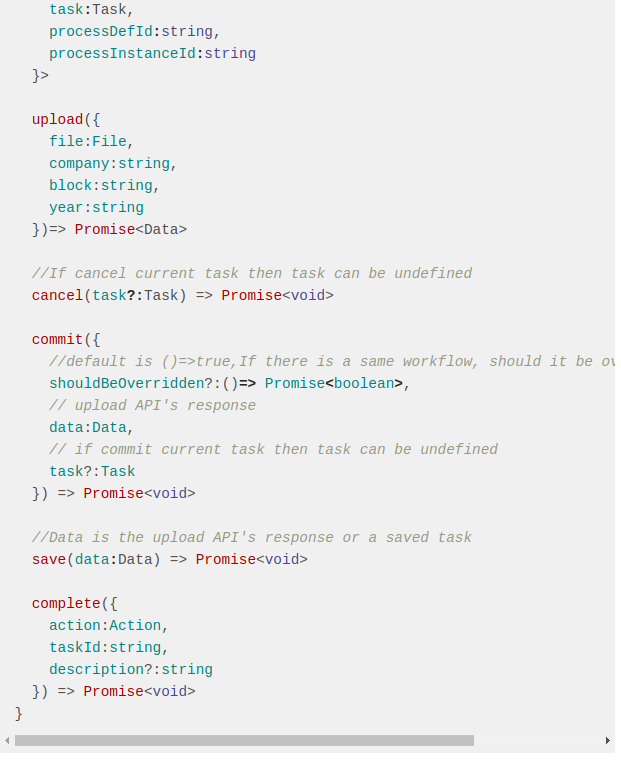 task:Task,
processDefId:string,
processInstanceId:string
}>
upload({
file:File,
company:string,
block:string,
year:string
})=> Promise<Data>
//If cancel current task then task can be undefined
cancel(task?:Task) => Promise<void>
commit({
//default is ()=>true,If there is a same workflow, should it be
shouldBeOverridden?:()=> Promise<boolean>,
// upload API's response
data:Data,
// if commit current task then task can be undefined
task?:Task
}) => Promise<void>
//Data is the upload API's response or a saved task
save(data:Data) => Promise<void>
complete({
action:Action,
taskId:string,
description?:string
}) => Promise<void>
}